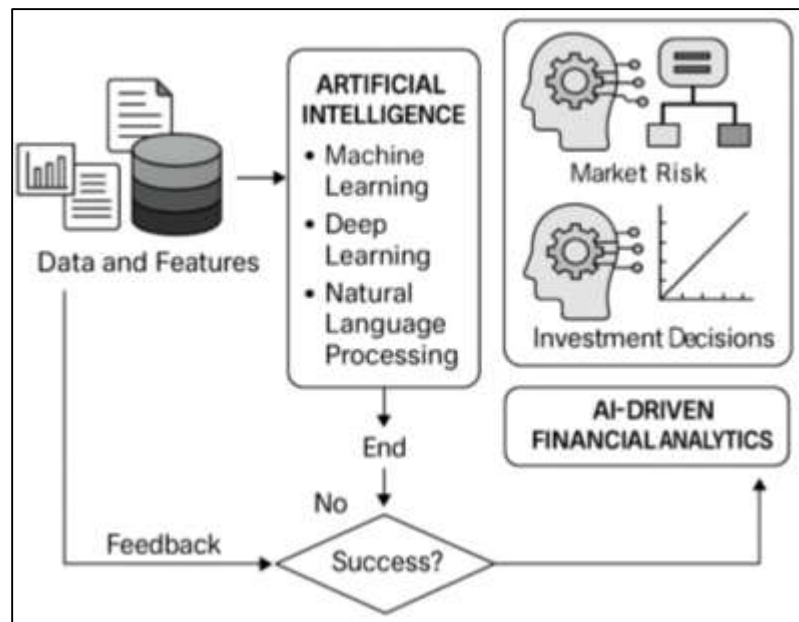 Data and Features
ARTIFICIAL
INTELLIGENCE
• Machine
Learning
• Deep
Learning
• Natural
Language
Processing
Market Risk
Investment Decisions
AI-DRIVEN
FINANCIAL ANALYTICS
End
No
Feedback
Success?